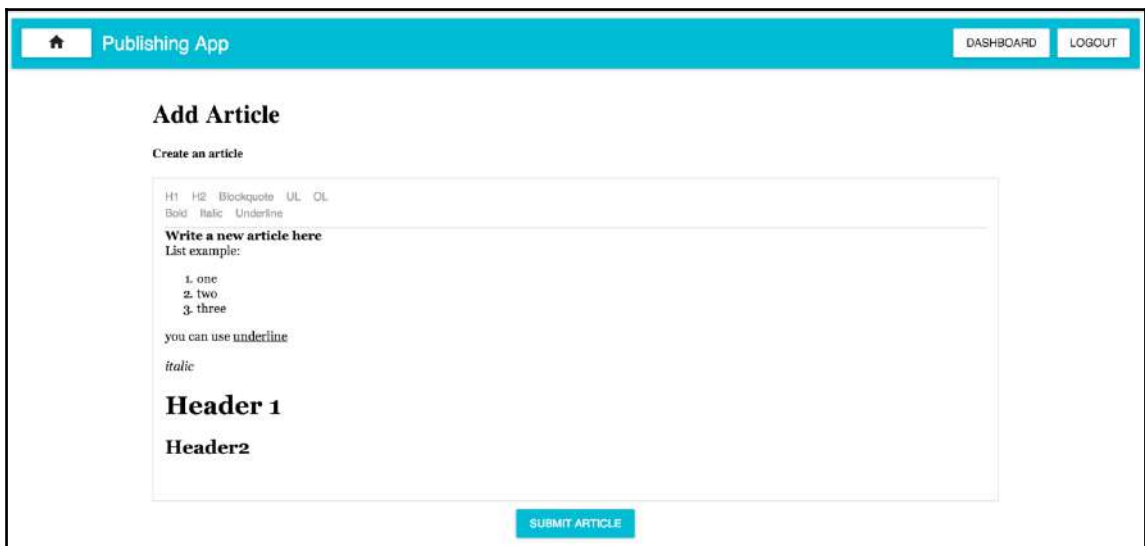 Publishing App
DASHBOARD
LOGOUT
Add Article
Create an article
H1 H2 Blockquote UL OL
Bold Italic Underline
Write a new article here
List example:
1. one
2. two
3. three
you can use underline
italic
Header 1
Header2
SUBMIT ARTICLE